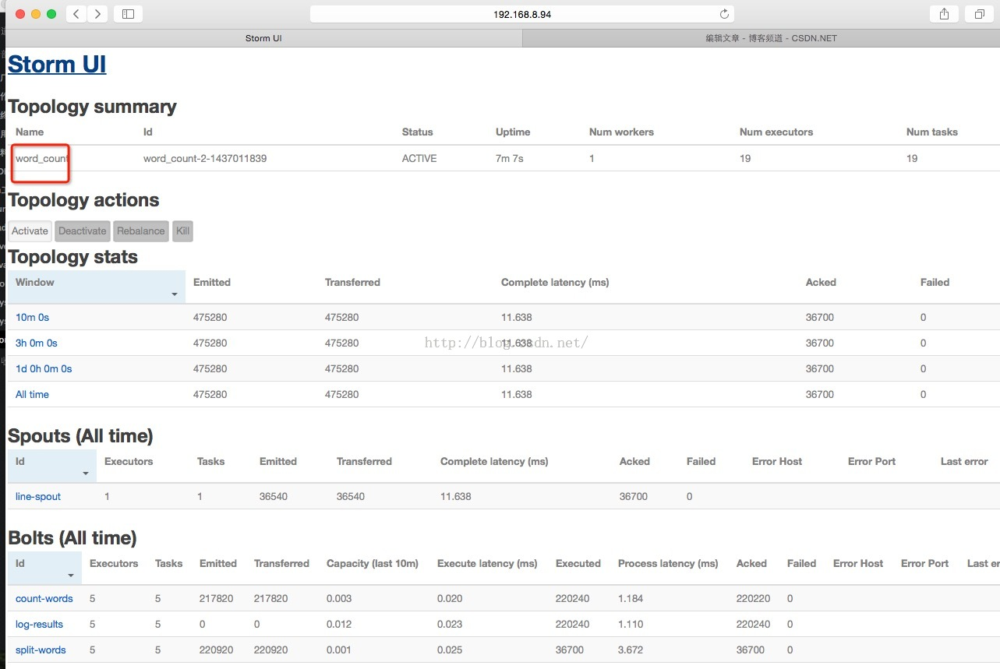 192.168.8.94
Storm UI 编辑文章 - 博客频道 - CSDN.NET
Storm UI
Topology summary
Name Id Status Uptime Num workers Num executors Num tasks
word_count word_count-2-1437011839 ACTIVE 7m 7s 1 19 19
Topology actions
Activate Deactivate Rebalance Kill
Topology stats
Window Emitted Transferred Complete latency (ms) Acked Failed
10m 0s 475280 475280 11.638 36700 0
3h 0m 0s 475280 475280 11.638 36700 0
http://blog.csdn.net/
1d 0h 0m 0s 475280 475280 11.638 36700 0
All time 475280 475280 11.638 36700 0
Spouts (All time)
Id Executors Tasks Emitted Transferred Complete latency (ms) Acked Failed Error Host Error Port Last error
line-spout 1 1 36540 36540 11.638 36700 0
Bolts (All time)
Id Executors Tasks Emitted Transferred Capacity (last 10m) Execute latency (ms) Executed Process latency (ms) Acked Failed Error Host Error Port Last er
count-words 5 5 217820 217820 0.003 0.020 220240 1.184 220220 0
log-results 5 5 0 0 0.012 0.023 220240 1.110 220240 0
split-words 5 5 220920 220920 0.001 0.025 36700 3.672 36700 0